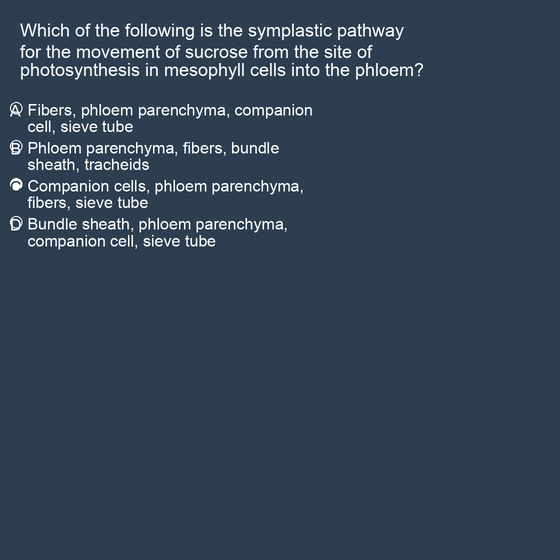 Which of the following is the symplastic pathway
for the movement of sucrose from the site of
photosynthesis in mesophyll cells into the phloem?
A Fibers, phloem parenchyma, companion
cell, sieve tube
B Phloem parenchyma, fibers, bundle
sheath, tracheids
C Companion cells, phloem parenchyma,
fibers, sieve tube
D Bundle sheath, phloem parenchyma,
companion cell, sieve tube